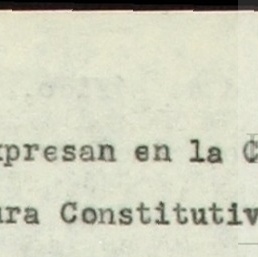 xpresan en la C
ura Constitutiv